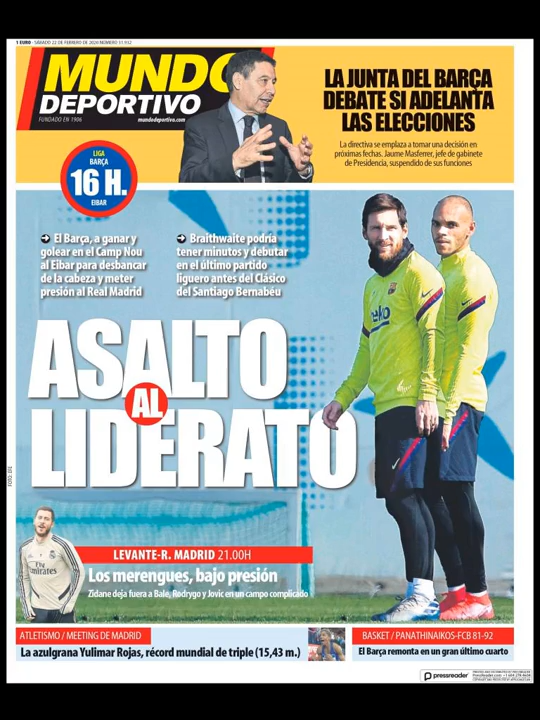 1 EURO - SÁBADO 22 DE FEBRERO DE 2020 NÚMERO 31.932
MUNDO
DEPORTIVO
FUNDADO EN 1906
mundodeportivo.com
LA JUNTA DEL BARÇA
DEBATE SI ADELANTA
LAS ELECCIONES
La directiva se emplaza a tomar una decisión en
próximas fechas. Jaume Masferrer, jefe de gabinete
de Presidencia, suspendido de sus funciones
LIGA
BARÇA
16 H.
EIBAR
El Barça, a ganar y
golear en el Camp Nou
al Eibar para desbancar
de la cabeza y meter
presión al Real Madrid
Braithwaite podría
tener minutos y debutar
en el último partido
liguero antes del Clásico
del Santiago Bernabéu
ASALTO
AL
LIDERATO
beko
FOTO: EFE
Emirates
LEVANTE-R. MADRID 21.00H
Los merengues, bajo presión
Zidane deja fuera a Bale, Rodrygo y Jovic en un campo complicado
ATLETISMO / MEETING DE MADRID
La azulgrana Yulimar Rojas, récord mundial de triple (15,43 m.)
BASKET / PANATHINAIKOS-FCB 81-92
El Barça remonta en un gran último cuarto
pressreader